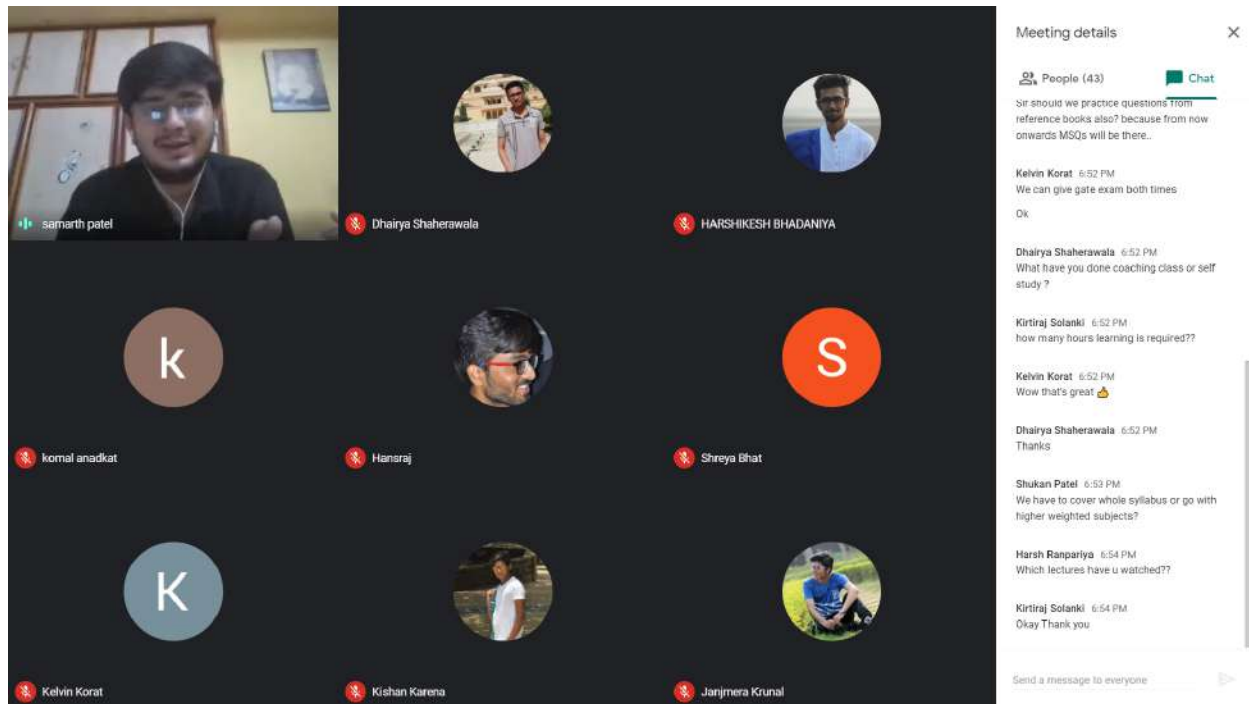 samarth patel
Dhairya Shaherawala
HARSHIKESH BHADANIYA
k
komal anadkat
Hansraj
S
Shreya Bhat
K
Kelvin Korat
Kishan Karena
Janjmera Krunal
Meeting details
People (43)
Chat
Sir should we practice questions from
reference books also? because from now
onwards MSQs will be there..
Kelvin Korat 6:52 PM
We can give gate exam both times
Ok
Dhairya Shaherawala 6:52 PM
What have you done coaching class or self
study ?
Kirtiraj Solanki 6:52 PM
how many hours learning is required??
Kelvin Korat 6:52 PM
Wow that's great 👍
Dhairya Shaherawala 6:52 PM
Thanks
Shukan Patel 6:53 PM
We have to cover whole syllabus or go with
higher weighted subjects?
Harsh Ranpariya 6:54 PM
Which lectures have u watched??
Kirtiraj Solanki 6:54 PM
Okay Thank you
Send a message to everyone